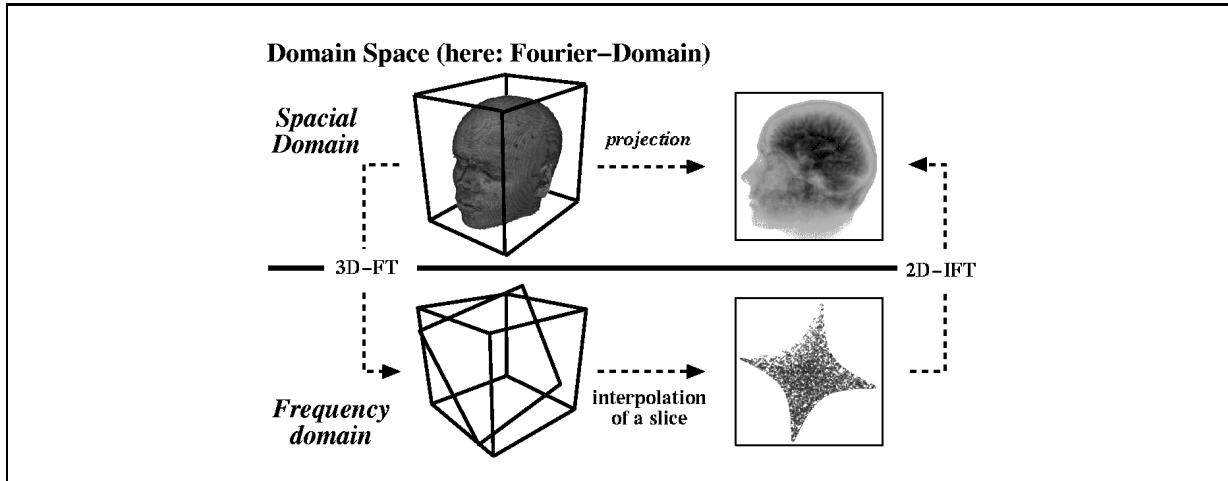 Domain Space (here: Fourier–Domain)
Spacial
Domain
projection
3D–FT
2D–IFT
Frequency
domain
interpolation
of a slice